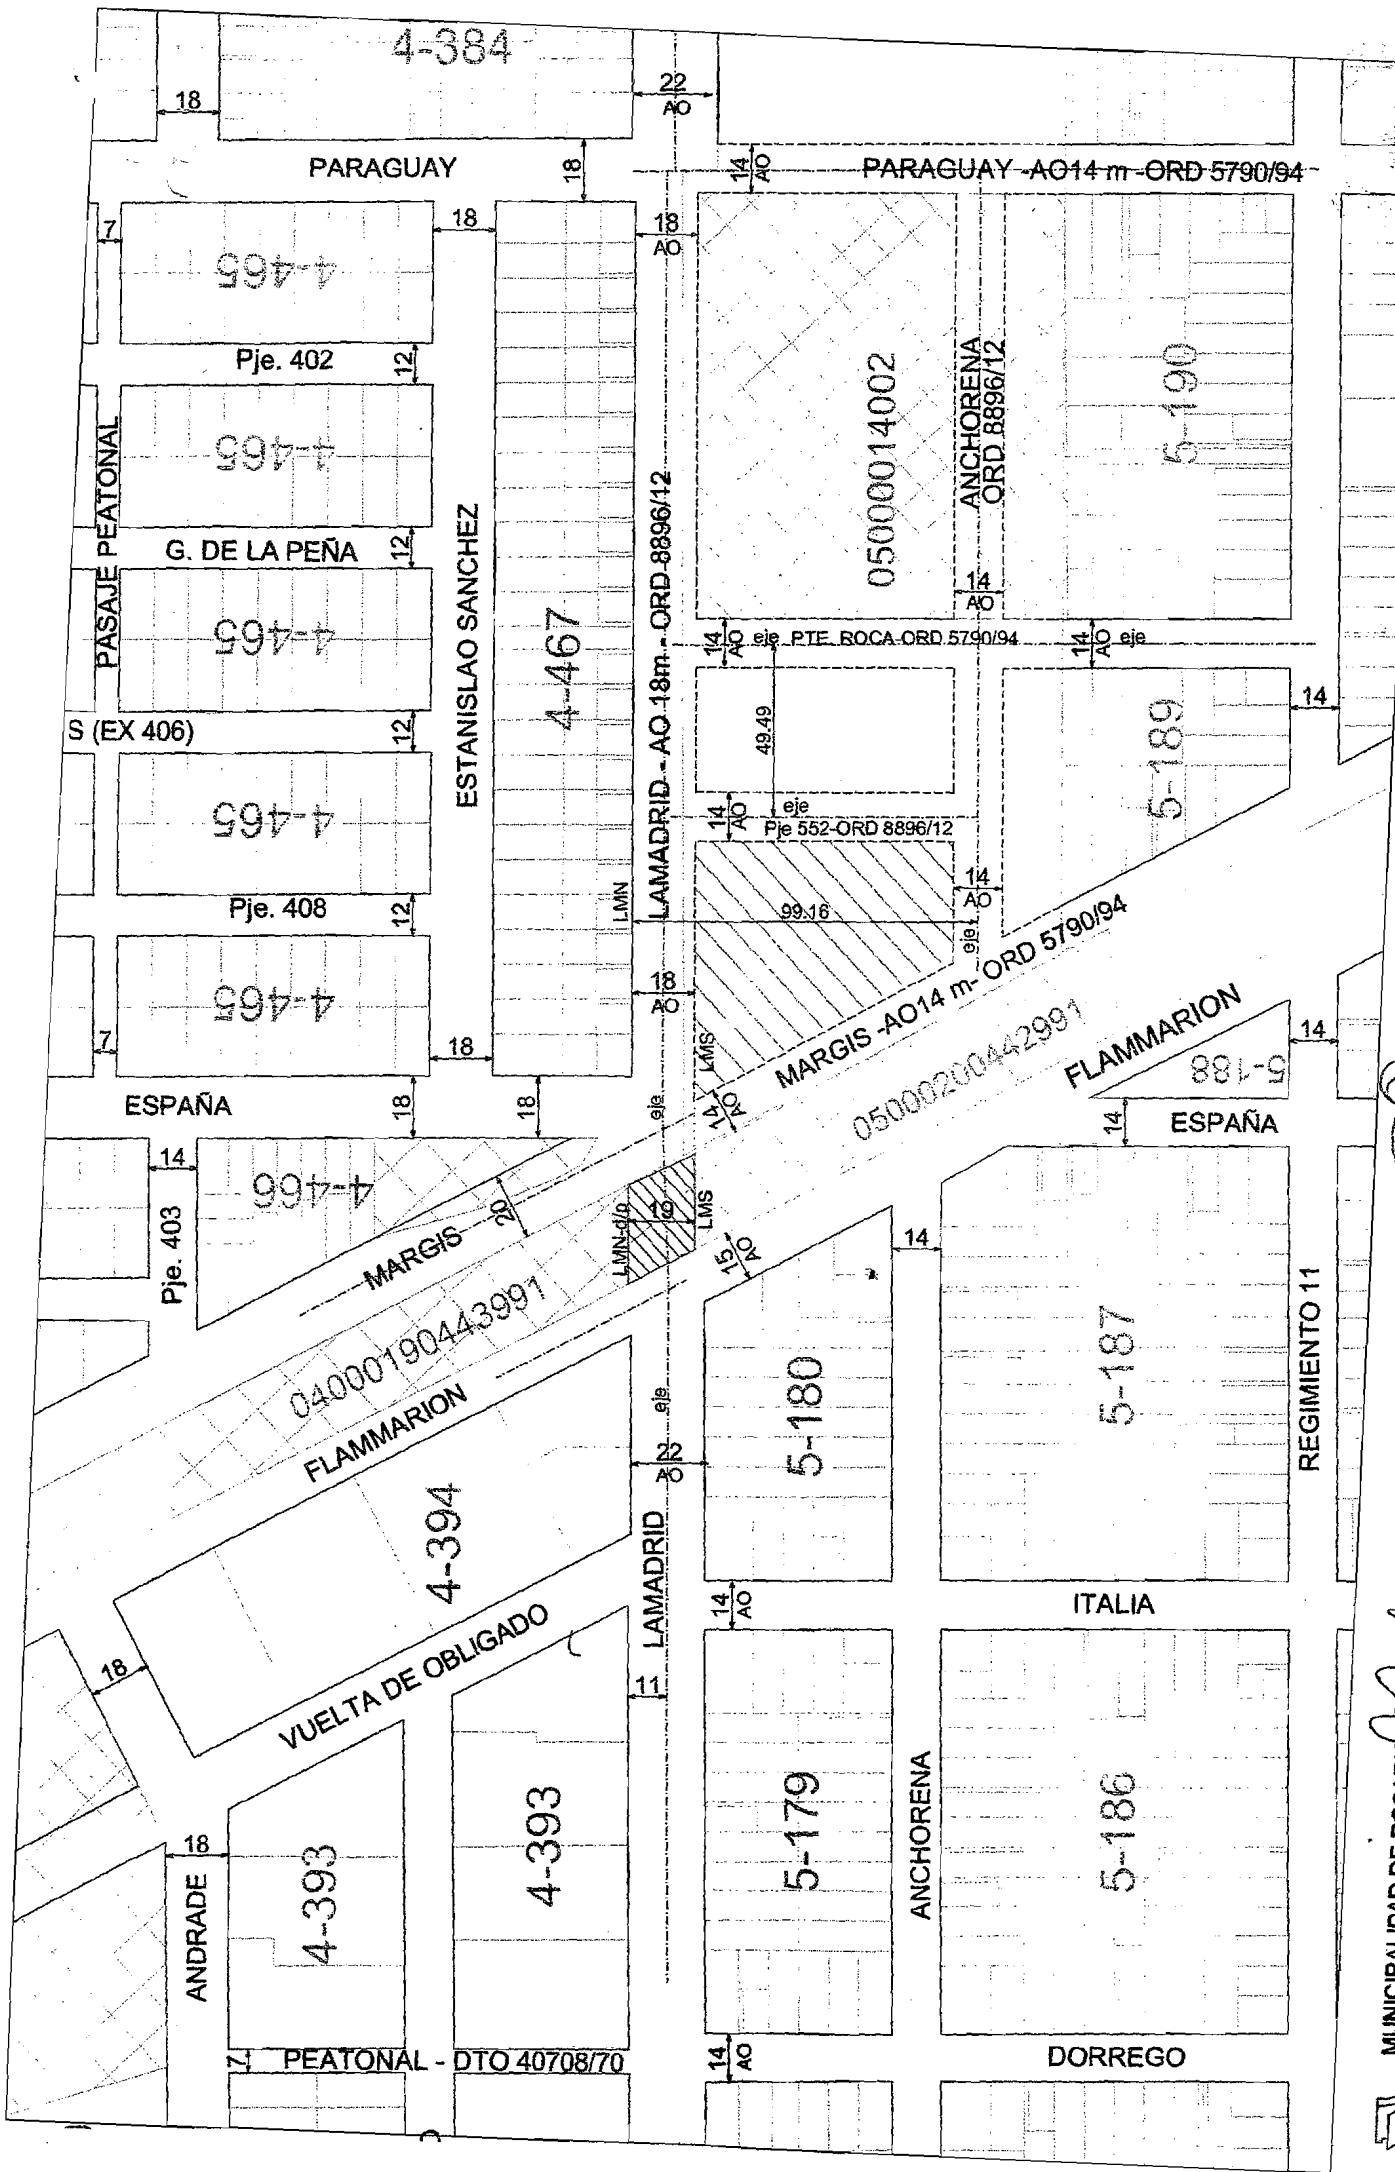 4-384
18
22
AO
PARAGUAY
18
14
AO
PARAGUAY -AO14 m -ORD 5790/94
7
18
18
AO
4-465
Pje. 402
12
4-465
PASAJE PEATONAL
G. DE LA PEÑA
12
4-465
S (EX 406)
12
4-465
Pje. 408
12
4-465
7
18
ESTANISLAO SANCHEZ
4-467
LAMADRID - AO 18m - ORD 8896/12
0500014002
ANCHORENA
ORD 8896/12
5-190
14
AO
14
AO
eje
PTE. ROCA-ORD 5790/94
14
AO
eje
49.49
5-189
14
14
AO
eje
Pje 552-ORD 8896/12
LMN
99.16
14
AO
eje
18
AO
LMS
MARGIS -AO14 m- ORD 5790/94
05000200442991
FLAMMARION
5-188
14
ESPAÑA
18
18
eje
14
AO
14
ESPAÑA
14
Pje. 403
4-466
20
MARGIS
LMN-d/p
19
LMS
15
AO
14
04000190443991
FLAMMARION
eje
5-180
5-187
REGIMIENTO 11
4-394
22
AO
LAMADRID
14
AO
ITALIA
18
VUELTA DE OBLIGADO
11
18
ANDRADE
4-393
4-393
5-179
ANCHORENA
5-186
7
PEATONAL - DTO 40708/70
14
AO
DORREGO